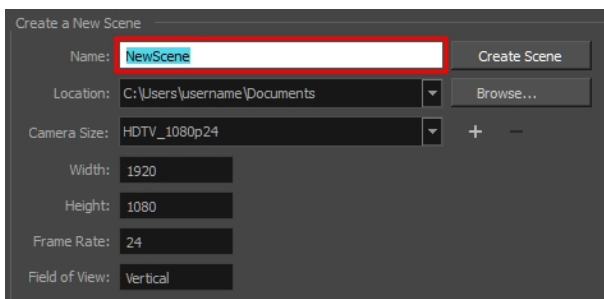 Create a New Scene
Name: NewScene Create Scene
Location: C:\Users\username\Documents Browse...
Camera Size: HDTV_1080p24 + −
Width: 1920
Height: 1080
Frame Rate: 24
Field of View: Vertical